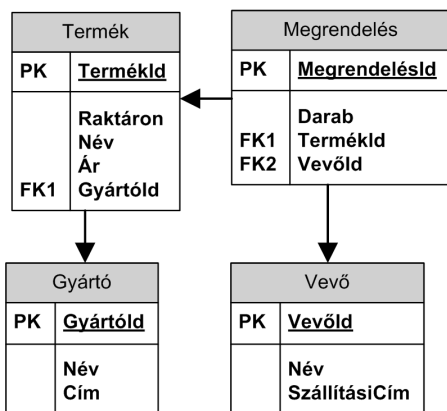 Termék
PK TermékId
Raktáron
Név
Ár
FK1 GyártóId
Megrendelés
PK MegrendelésId
Darab
FK1 TermékId
FK2 VevőId
Gyártó
PK GyártóId
Név
Cím
Vevő
PK VevőId
Név
SzállításiCím